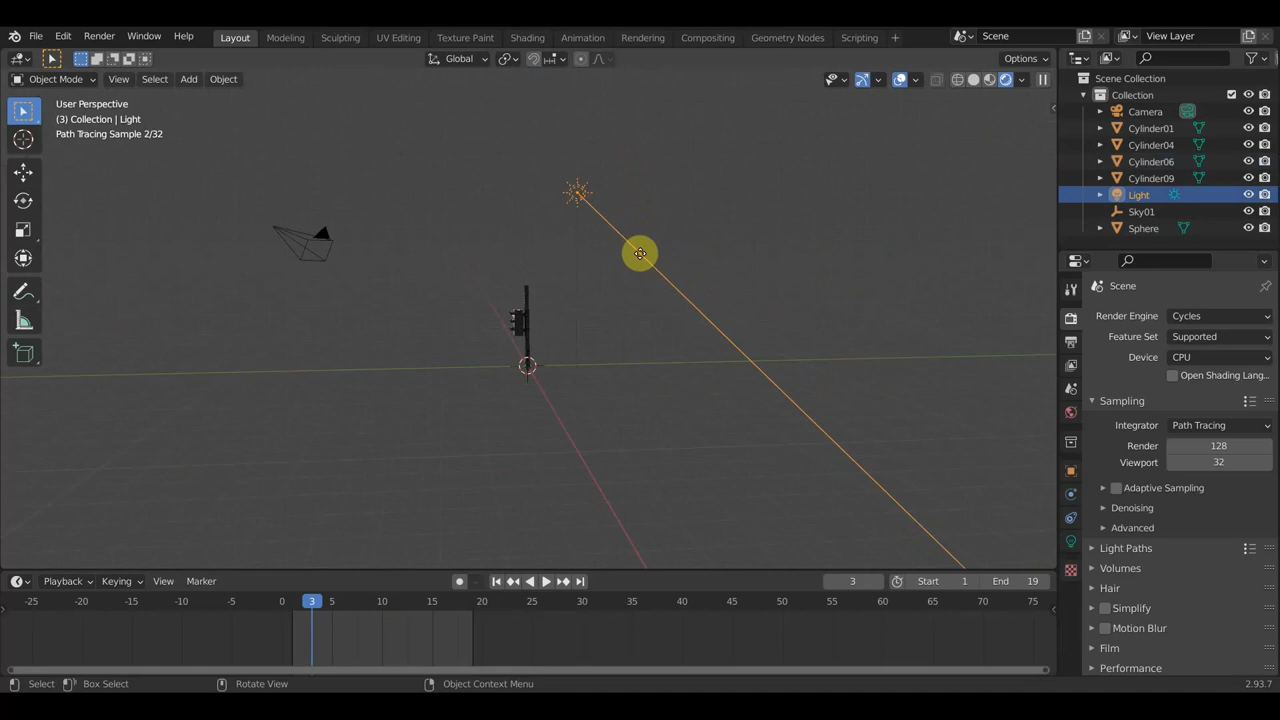 File Edit Render Window Help Layout Modeling Sculpting UV Editing Texture Paint Shading Animation Rendering Compositing Geometry Nodes Scripting + Scene View Layer
Global Options
Object Mode View Select Add Object
User Perspective
(3) Collection | Light
Path Tracing Sample 2/32
Scene Collection
Collection
Camera
Cylinder01
Cylinder04
Cylinder06
Cylinder09
Light
Sky01
Sphere
Scene
Render Engine Cycles
Feature Set Supported
Device CPU
Open Shading Lang...
Sampling
Integrator Path Tracing
Render 128
Viewport 32
Adaptive Sampling
Denoising
Advanced
Light Paths
Volumes
Hair
Simplify
Motion Blur
Film
Performance
Playback Keying View Marker 3 Start 1 End 19
-25 -20 -15 -10 -5 0 3 5 10 15 20 25 30 35 40 45 50 55 60 65 70 75
Select Box Select Rotate View Object Context Menu 2.93.7